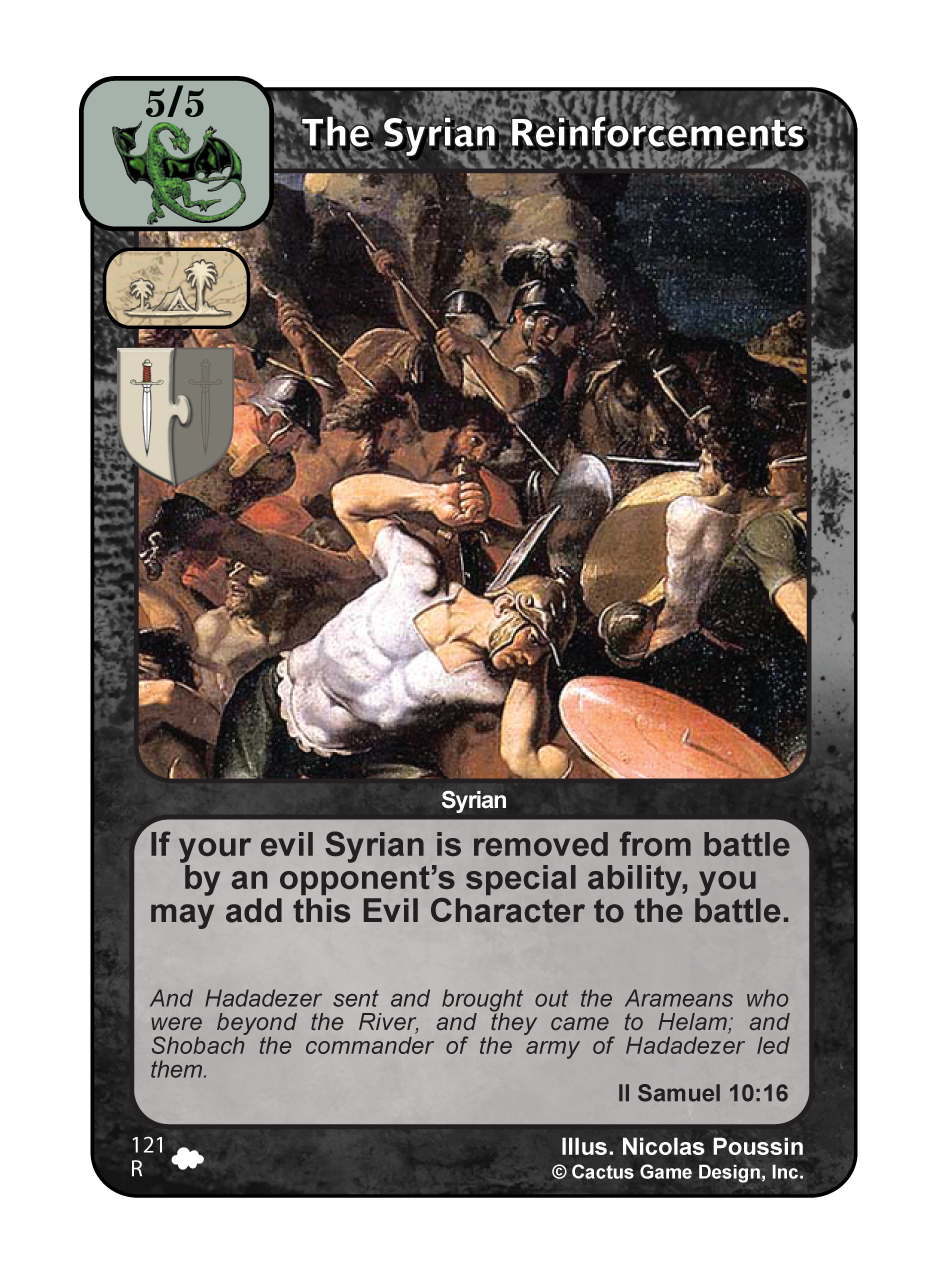 5/5
The Syrian Reinforcements
Syrian
If your evil Syrian is removed from battle
by an opponent’s special ability, you
may add this Evil Character to the battle.
And Hadadezer sent and brought out the Arameans who
were beyond the River, and they came to Helam; and
Shobach the commander of the army of Hadadezer led
them.
II Samuel 10:16
121
R
Illus. Nicolas Poussin
© Cactus Game Design, Inc.